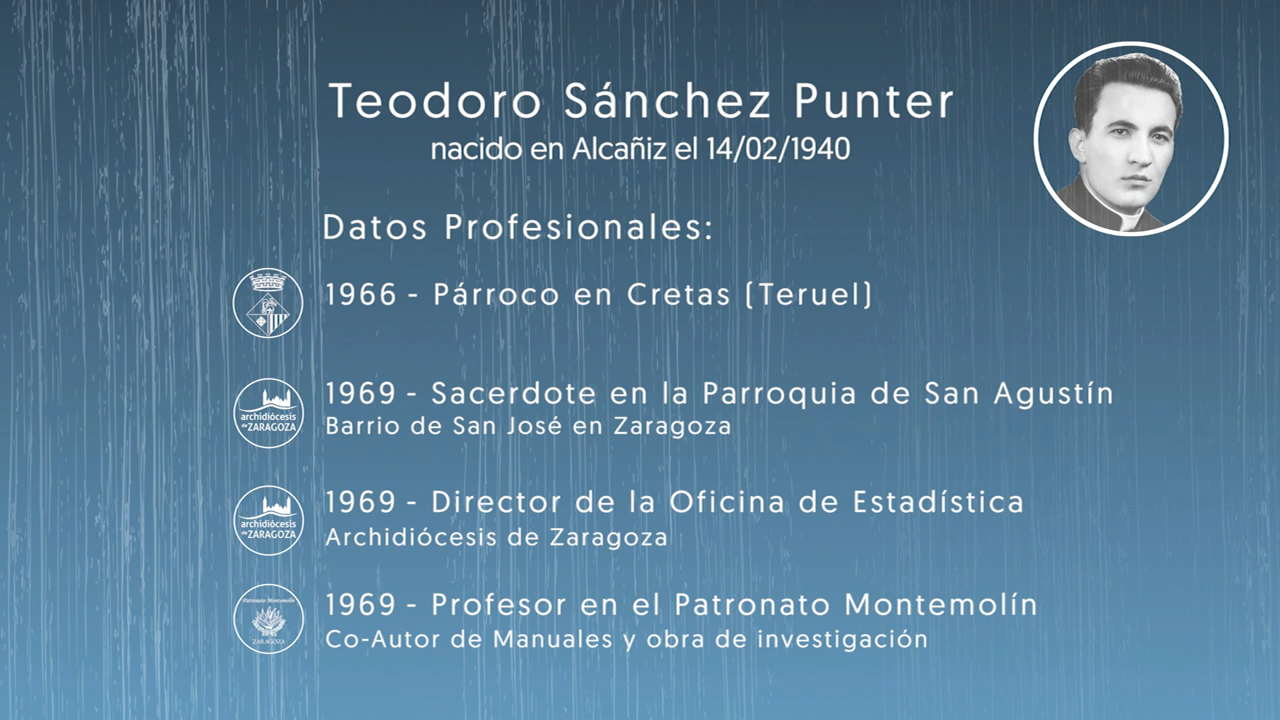 Teodoro Sánchez Punter
nacido en Alcañiz el 14/02/1940
Datos Profesionales:
1966 - Párroco en Cretas (Teruel)
archidiócesis
de ZARAGOZA
1969 - Sacerdote en la Parroquia de San Agustín
Barrio de San José en Zaragoza
archidiócesis
de ZARAGOZA
1969 - Director de la Oficina de Estadística
Archidiócesis de Zaragoza
Patronato Montemolín
ZARAGOZA
1969 - Profesor en el Patronato Montemolín
Co-Autor de Manuales y obra de investigación